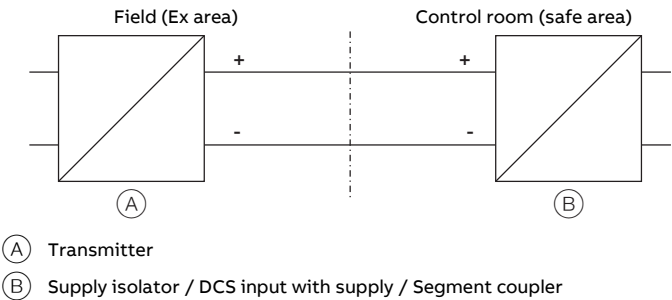 Field (Ex area) Control room (safe area)
+ +
- -
A B
A Transmitter
B Supply isolator / DCS input with supply / Segment coupler